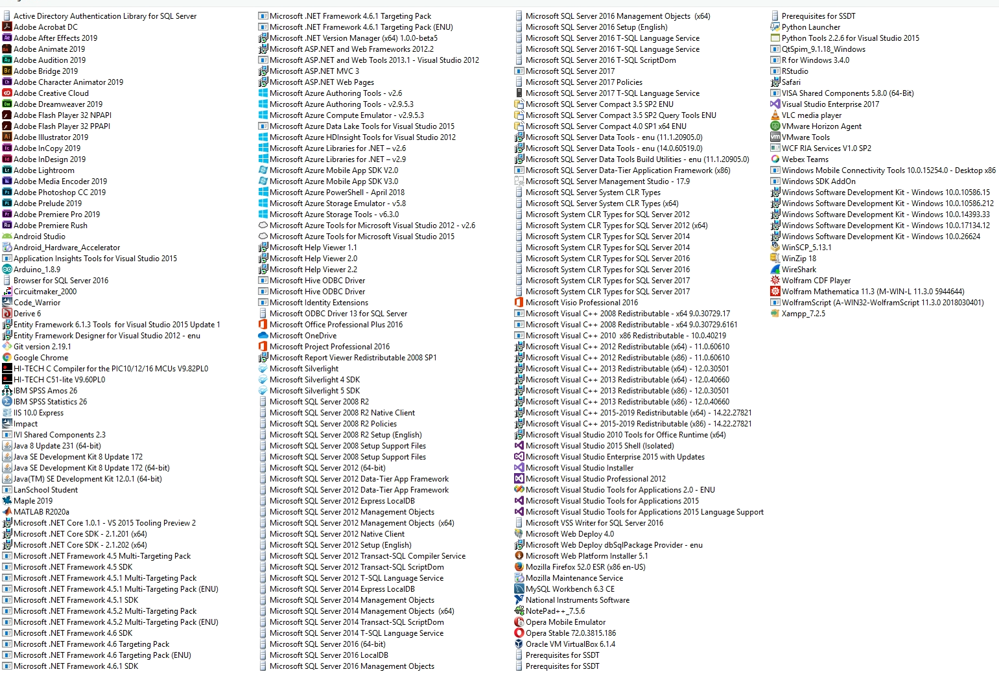 Active Directory Authentication Library for SQL Server
Adobe Acrobat DC
Adobe After Effects 2019
Adobe Animate 2019
Adobe Audition 2019
Adobe Bridge 2019
Adobe Character Animator 2019
Adobe Creative Cloud
Adobe Dreamweaver 2019
Adobe Flash Player 32 NPAPI
Adobe Flash Player 32 PPAPI
Adobe Illustrator 2019
Adobe InCopy 2019
Adobe InDesign 2019
Adobe Lightroom
Adobe Media Encoder 2019
Adobe Photoshop CC 2019
Adobe Prelude 2019
Adobe Premiere Pro 2019
Adobe Premiere Rush
Android Studio
Android_Hardware_Accelerator
Application Insights Tools for Visual Studio 2015
Arduino_1.8.9
Browser for SQL Server 2016
Circuitmaker_2000
Code_Warrior
Derive 6
Entity Framework 6.1.3 Tools  for Visual Studio 2015 Update 1
Entity Framework Designer for Visual Studio 2012 - enu
Git version 2.19.1
Google Chrome
HI-TECH C Compiler for the PIC10/12/16 MCUs V9.82PL0
HI-TECH C51-lite V9.60PL0
IBM SPSS Amos 26
IBM SPSS Statistics 26
IIS 10.0 Express
Impact
IVI Shared Components 2.3
Java 8 Update 231 (64-bit)
Java SE Development Kit 8 Update 172
Java SE Development Kit 8 Update 172 (64-bit)
Java(TM) SE Development Kit 12.0.1 (64-bit)
LanSchool Student
Maple 2019
MATLAB R2020a
Microsoft .NET Core 1.0.1 - VS 2015 Tooling Preview 2
Microsoft .NET Core SDK - 2.1.201 (x64)
Microsoft .NET Core SDK - 2.1.202 (x64)
Microsoft .NET Framework 4.5 Multi-Targeting Pack
Microsoft .NET Framework 4.5 SDK
Microsoft .NET Framework 4.5.1 Multi-Targeting Pack
Microsoft .NET Framework 4.5.1 Multi-Targeting Pack (ENU)
Microsoft .NET Framework 4.5.1 SDK
Microsoft .NET Framework 4.5.2 Multi-Targeting Pack
Microsoft .NET Framework 4.5.2 Multi-Targeting Pack (ENU)
Microsoft .NET Framework 4.6 SDK
Microsoft .NET Framework 4.6 Targeting Pack
Microsoft .NET Framework 4.6 Targeting Pack (ENU)
Microsoft .NET Framework 4.6.1 SDK
Microsoft .NET Framework 4.6.1 Targeting Pack
Microsoft .NET Framework 4.6.1 Targeting Pack (ENU)
Microsoft .NET Version Manager (x64) 1.0.0-beta5
Microsoft ASP.NET and Web Frameworks 2012.2
Microsoft ASP.NET and Web Tools 2013.1 - Visual Studio 2012
Microsoft ASP.NET MVC 3
Microsoft ASP.NET Web Pages
Microsoft Azure Authoring Tools - v2.6
Microsoft Azure Authoring Tools - v2.9.5.3
Microsoft Azure Compute Emulator - v2.9.5.3
Microsoft Azure Data Lake Tools for Visual Studio 2015
Microsoft Azure HDInsight Tools for Visual Studio 2012
Microsoft Azure Libraries for .NET – v2.6
Microsoft Azure Libraries for .NET – v2.9
Microsoft Azure Mobile App SDK V2.0
Microsoft Azure Mobile App SDK V3.0
Microsoft Azure PowerShell - April 2018
Microsoft Azure Storage Emulator - v5.8
Microsoft Azure Storage Tools - v6.3.0
Microsoft Azure Tools for Microsoft Visual Studio 2012 - v2.6
Microsoft Azure Tools for Microsoft Visual Studio 2015
Microsoft Help Viewer 1.1
Microsoft Help Viewer 2.0
Microsoft Help Viewer 2.2
Microsoft Hive ODBC Driver
Microsoft Hive ODBC Driver
Microsoft Identity Extensions
Microsoft ODBC Driver 13 for SQL Server
Microsoft Office Professional Plus 2016
Microsoft OneDrive
Microsoft Project Professional 2016
Microsoft Report Viewer Redistributable 2008 SP1
Microsoft Silverlight
Microsoft Silverlight 4 SDK
Microsoft Silverlight 5 SDK
Microsoft SQL Server 2008 R2
Microsoft SQL Server 2008 R2 Native Client
Microsoft SQL Server 2008 R2 Policies
Microsoft SQL Server 2008 R2 Setup (English)
Microsoft SQL Server 2008 Setup Support Files
Microsoft SQL Server 2008 Setup Support Files
Microsoft SQL Server 2012 (64-bit)
Microsoft SQL Server 2012 Data-Tier App Framework
Microsoft SQL Server 2012 Data-Tier App Framework
Microsoft SQL Server 2012 Express LocalDB
Microsoft SQL Server 2012 Management Objects
Microsoft SQL Server 2012 Management Objects  (x64)
Microsoft SQL Server 2012 Native Client
Microsoft SQL Server 2012 Setup (English)
Microsoft SQL Server 2012 Transact-SQL Compiler Service
Microsoft SQL Server 2012 Transact-SQL ScriptDom
Microsoft SQL Server 2012 T-SQL Language Service
Microsoft SQL Server 2014 Express LocalDB
Microsoft SQL Server 2014 Management Objects
Microsoft SQL Server 2014 Management Objects  (x64)
Microsoft SQL Server 2014 Transact-SQL ScriptDom
Microsoft SQL Server 2014 T-SQL Language Service
Microsoft SQL Server 2016 (64-bit)
Microsoft SQL Server 2016 LocalDB
Microsoft SQL Server 2016 Management Objects
Microsoft SQL Server 2016 Management Objects  (x64)
Microsoft SQL Server 2016 Setup (English)
Microsoft SQL Server 2016 T-SQL Language Service
Microsoft SQL Server 2016 T-SQL Language Service
Microsoft SQL Server 2016 T-SQL ScriptDom
Microsoft SQL Server 2017
Microsoft SQL Server 2017 Policies
Microsoft SQL Server 2017 T-SQL Language Service
Microsoft SQL Server Compact 3.5 SP2 ENU
Microsoft SQL Server Compact 3.5 SP2 Query Tools ENU
Microsoft SQL Server Compact 4.0 SP1 x64 ENU
Microsoft SQL Server Data Tools - enu (11.1.20905.0)
Microsoft SQL Server Data Tools - enu (14.0.60519.0)
Microsoft SQL Server Data Tools Build Utilities - enu (11.1.20905.0)
Microsoft SQL Server Data-Tier Application Framework (x86)
Microsoft SQL Server Management Studio - 17.9
Microsoft SQL Server System CLR Types
Microsoft SQL Server System CLR Types (x64)
Microsoft System CLR Types for SQL Server 2012
Microsoft System CLR Types for SQL Server 2012 (x64)
Microsoft System CLR Types for SQL Server 2014
Microsoft System CLR Types for SQL Server 2014
Microsoft System CLR Types for SQL Server 2016
Microsoft System CLR Types for SQL Server 2016
Microsoft System CLR Types for SQL Server 2017
Microsoft System CLR Types for SQL Server 2017
Microsoft Visio Professional 2016
Microsoft Visual C++ 2008 Redistributable - x64 9.0.30729.17
Microsoft Visual C++ 2008 Redistributable - x64 9.0.30729.6161
Microsoft Visual C++ 2010  x86 Redistributable - 10.0.40219
Microsoft Visual C++ 2012 Redistributable (x64) - 11.0.60610
Microsoft Visual C++ 2012 Redistributable (x86) - 11.0.60610
Microsoft Visual C++ 2013 Redistributable (x64) - 12.0.30501
Microsoft Visual C++ 2013 Redistributable (x64) - 12.0.40660
Microsoft Visual C++ 2013 Redistributable (x86) - 12.0.30501
Microsoft Visual C++ 2013 Redistributable (x86) - 12.0.40660
Microsoft Visual C++ 2015-2019 Redistributable (x64) - 14.22.27821
Microsoft Visual C++ 2015-2019 Redistributable (x86) - 14.22.27821
Microsoft Visual Studio 2010 Tools for Office Runtime (x64)
Microsoft Visual Studio 2015 Shell (Isolated)
Microsoft Visual Studio Enterprise 2015 with Updates
Microsoft Visual Studio Installer
Microsoft Visual Studio Professional 2012
Microsoft Visual Studio Tools for Applications 2.0 - ENU
Microsoft Visual Studio Tools for Applications 2015
Microsoft Visual Studio Tools for Applications 2015 Language Support
Microsoft VSS Writer for SQL Server 2016
Microsoft Web Deploy 4.0
Microsoft Web Deploy dbSqlPackage Provider - enu
Microsoft Web Platform Installer 5.1
Mozilla Firefox 52.0 ESR (x86 en-US)
Mozilla Maintenance Service
MySQL Workbench 6.3 CE
National Instruments Software
NotePad++_7.5.6
Opera Mobile Emulator
Opera Stable 72.0.3815.186
Oracle VM VirtualBox 6.1.4
Prerequisites for SSDT
Prerequisites for SSDT
Prerequisites for SSDT
Python Launcher
Python Tools 2.2.6 for Visual Studio 2015
QtSpim_9.1.18_Windows
R for Windows 3.4.0
RStudio
Safari
VISA Shared Components 5.8.0 (64-Bit)
Visual Studio Enterprise 2017
VLC media player
VMware Horizon Agent
VMware Tools
WCF RIA Services V1.0 SP2
Webex Teams
Windows Mobile Connectivity Tools 10.0.15254.0 - Desktop x86
Windows SDK AddOn
Windows Software Development Kit - Windows 10.0.10586.15
Windows Software Development Kit - Windows 10.0.10586.212
Windows Software Development Kit - Windows 10.0.14393.33
Windows Software Development Kit - Windows 10.0.17134.12
Windows Software Development Kit - Windows 10.0.26624
WinSCP_5.13.1
WinZip 18
WireShark
Wolfram CDF Player
Wolfram Mathematica 11.3 (M-WIN-L 11.3.0 5944644)
WolframScript (A-WIN32-WolframScript 11.3.0 2018030401)
Xampp_7.2.5